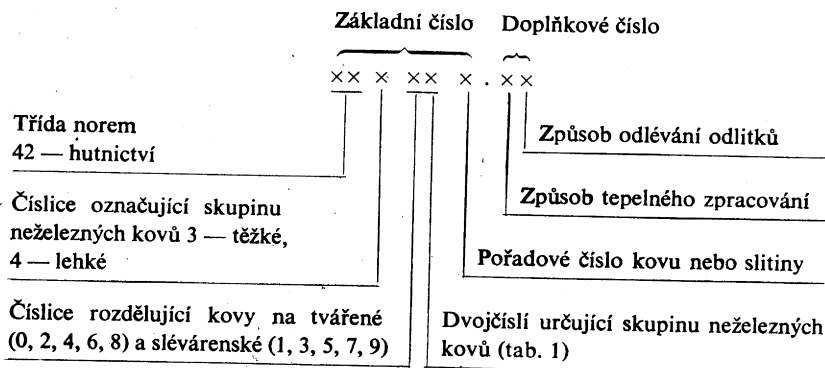 Základní číslo Doplňkové číslo
×× × ×× × . ××
Třída norem
42 — hutnictví
Způsob odlévání odlitků
Číslice označující skupinu
neželezných kovů 3 — těžké,
4 — lehké
Způsob tepelného zpracování
Pořadové číslo kovu nebo slitiny
Číslice rozdělující kovy na tvářené
(0, 2, 4, 6, 8) a slévárenské (1, 3, 5, 7, 9)
Dvojčíslí určující skupinu neželezných
kovů (tab. 1)